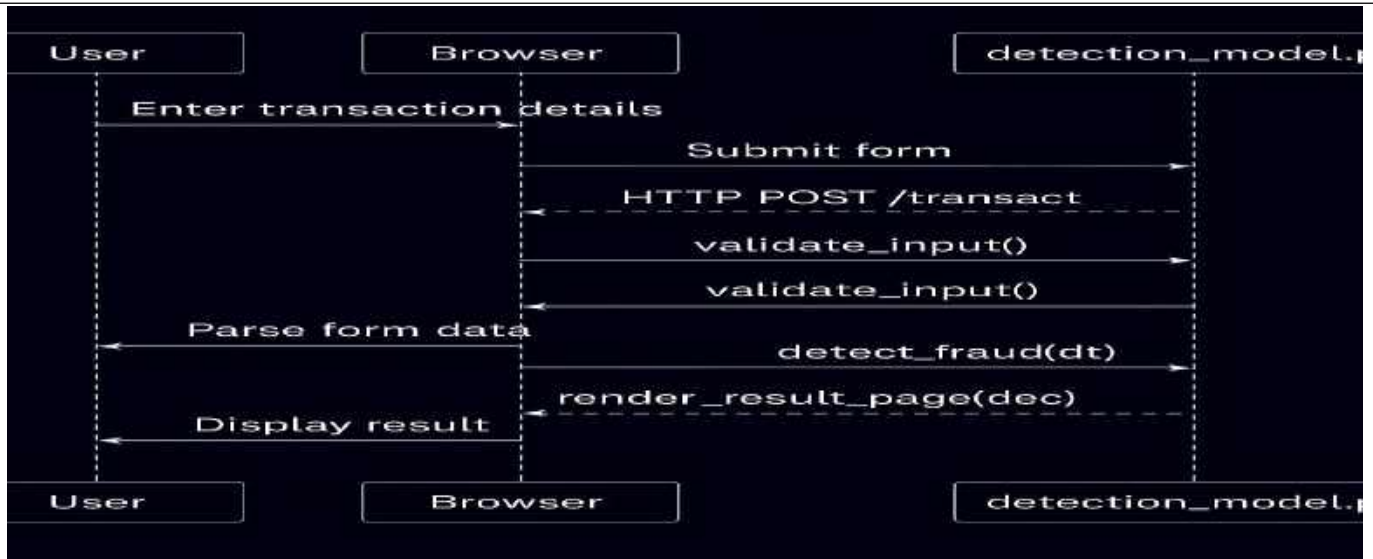 User Browser detection_model.p
Enter transaction details
Submit form
HTTP POST /transact
validate_input()
validate_input()
Parse form data
detect_fraud(dt)
render_result_page(dec)
Display result
User Browser detection_model.p